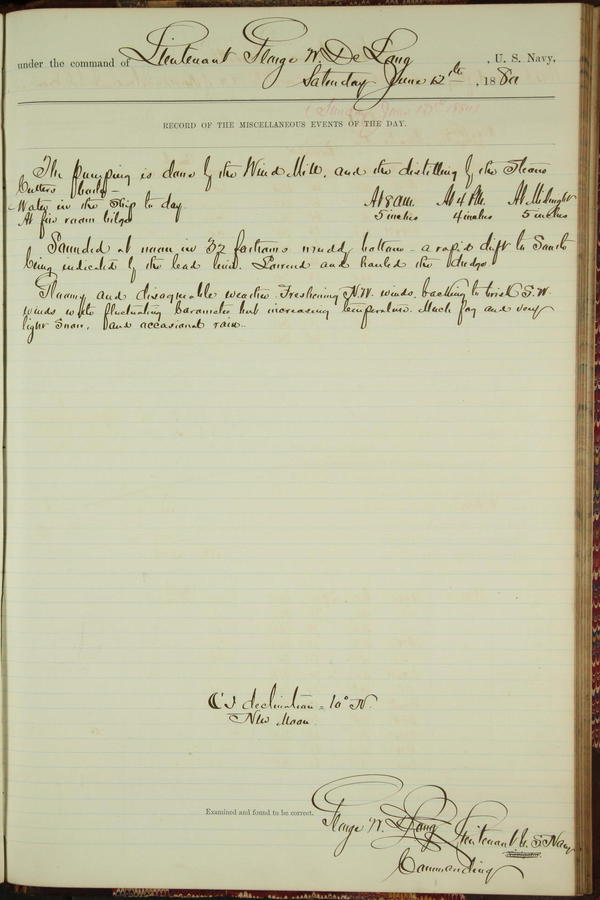 under the command of Lieutenant George W. De Long, U. S. Navy,
Saturday June 12th, 1880
RECORD OF THE MISCELLANEOUS EVENTS OF THE DAY.
The pumping is done by the Wind Mill, and the distilling by the Steam
Cutters boiler—
Water in the Ship to day At 8 a.m. At 4 P.M. At Midnight
At fire room bilge 5 inches 4 inches 5 inches
Sounded at noon in 32 fathoms muddy bottom - a rapid drift to South
being indicated by the lead line. Lowered and hauled the dredge
Gloomy and disagreeable weather. Freshening N.W. winds, backing to brisk S.W.
winds with fluctuating barometer but increasing temperature. Much fog and very
light Snow, and occasional rain.
☾'s declination = 10° N.
New Moon.
Examined and found to be correct.
George W. De Long Lieutenant U. S. Navy
Commanding